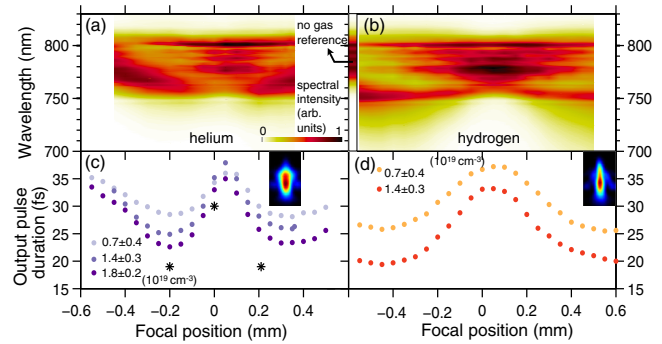 (a)
(b)
no gas
reference
spectral
intensity
(arb.
units)
0
1
helium
hydrogen
Wavelength (nm)
800
750
700
(c)
(d)
0.7±0.4
1.4±0.3
1.8±0.2
(10¹⁹ cm⁻³)
(10¹⁹ cm⁻³)
0.7±0.4
1.4±0.3
Output pulse
duration (fs)
35
30
25
20
15
800
750
700
35
30
25
20
15
−0.6
−0.4
−0.2
0
0.2
0.4
−0.4
−0.2
0
0.2
0.4
0.6
Focal position (mm)
Focal position (mm)